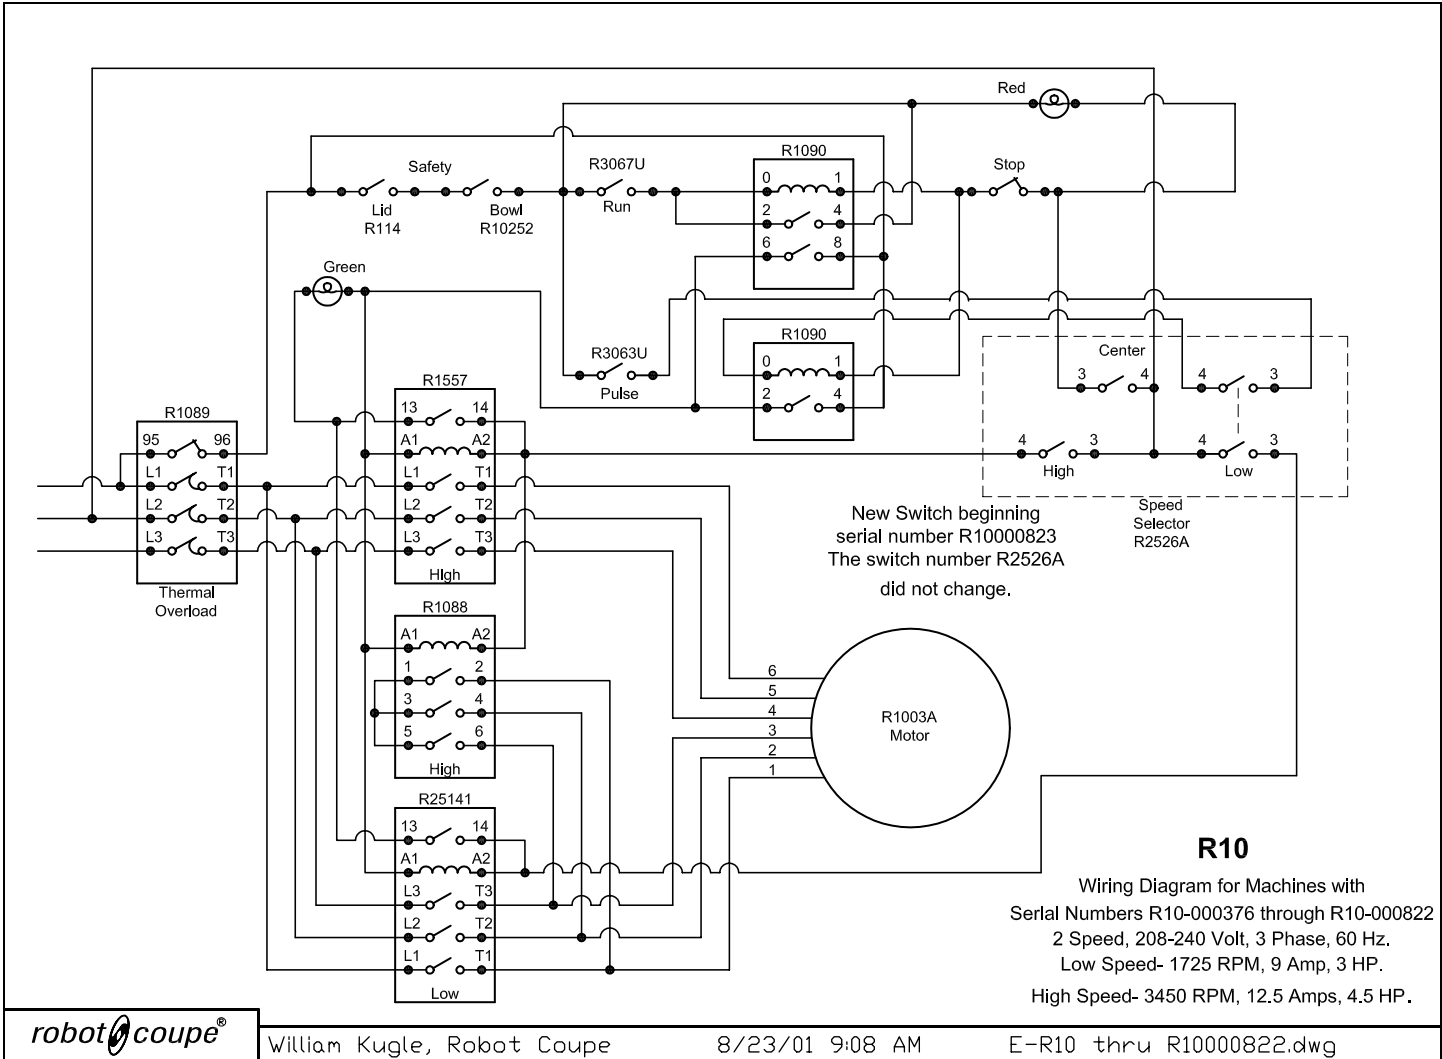 Red
R1090
Safety
R3067U
Stop
0 1
Lid
R114
Bowl
R10252
Run
2 4
6 8
Green
R1090
R3063U
Center
0 1
3 4
4 3
R1557
Pulse
2 4
R1089
13 14
95 96
A1 A2
4 3
High
4 3
Low
L1 T1
L1 T1
L2 T2
L2 T2
L3 T3
L3 T3
High
Thermal
Overload
New Switch beginning
serial number R10000823
The switch number R2526A
did not change.
Speed
Selector
R2526A
R1088
A1 A2
1 2
3 4
5 6
High
6
5
4
3
2
1
R1003A
Motor
R25141
13 14
A1 A2
L3 T3
L2 T2
L1 T1
Low
R10
Wiring Diagram for Machines with
Serial Numbers R10-000376 through R10-000822
2 Speed, 208-240 Volt, 3 Phase, 60 Hz.
Low Speed- 1725 RPM, 9 Amp, 3 HP.
High Speed- 3450 RPM, 12.5 Amps, 4.5 HP.
robot coupe®
William Kugle, Robot Coupe 8/23/01 9:08 AM E-R10 thru R10000822.dwg